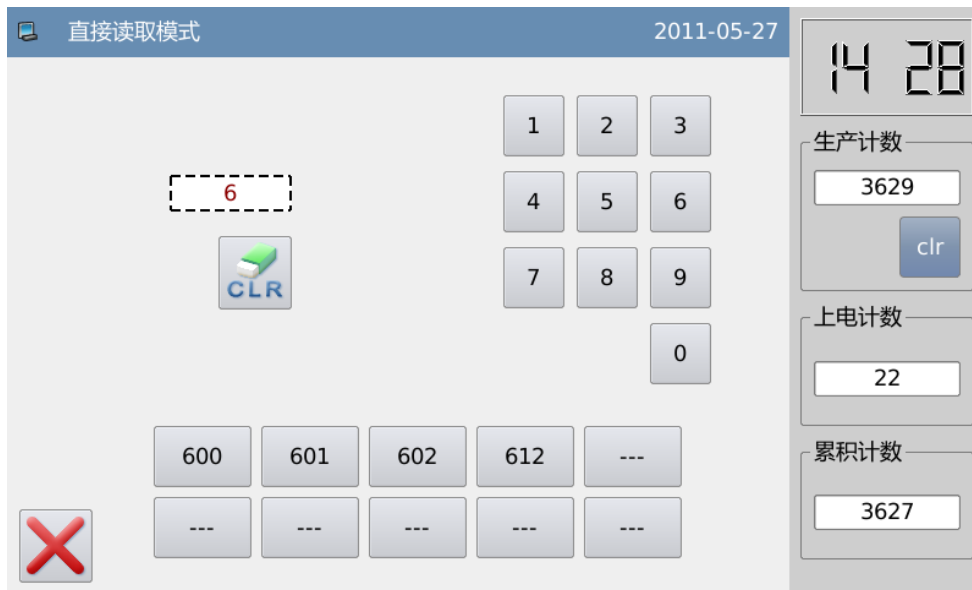 直接读取模式 2011-05-27
14 28
6
CLR
1 2 3
4 5 6
7 8 9
0
600 601 602 612 ---
--- --- --- --- ---
生产计数
3629
clr
上电计数
22
累积计数
3627